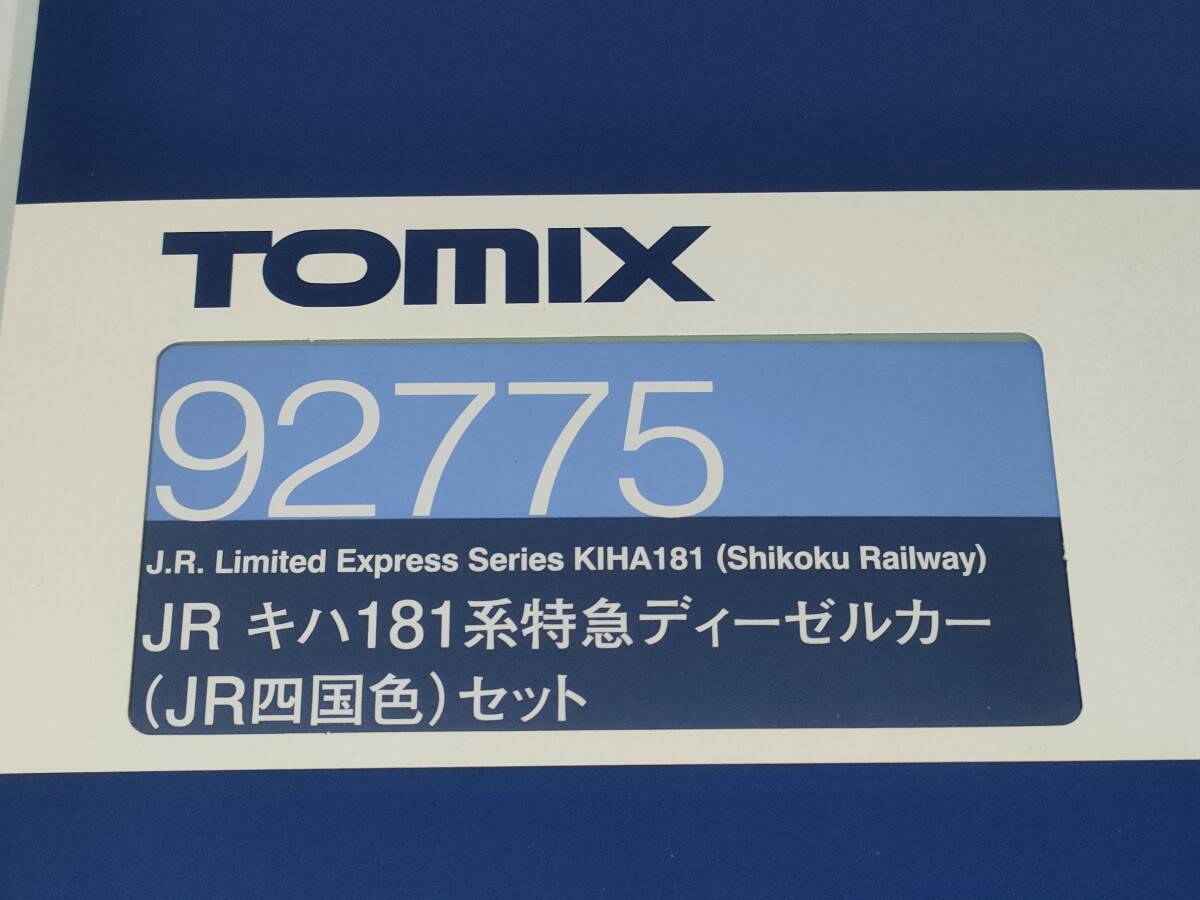 TOMIX
92775
J.R. Limited Express Series KIHA181 (Shikoku Railway)
JR キハ181系特急ディーゼルカー
(JR四国色)セット